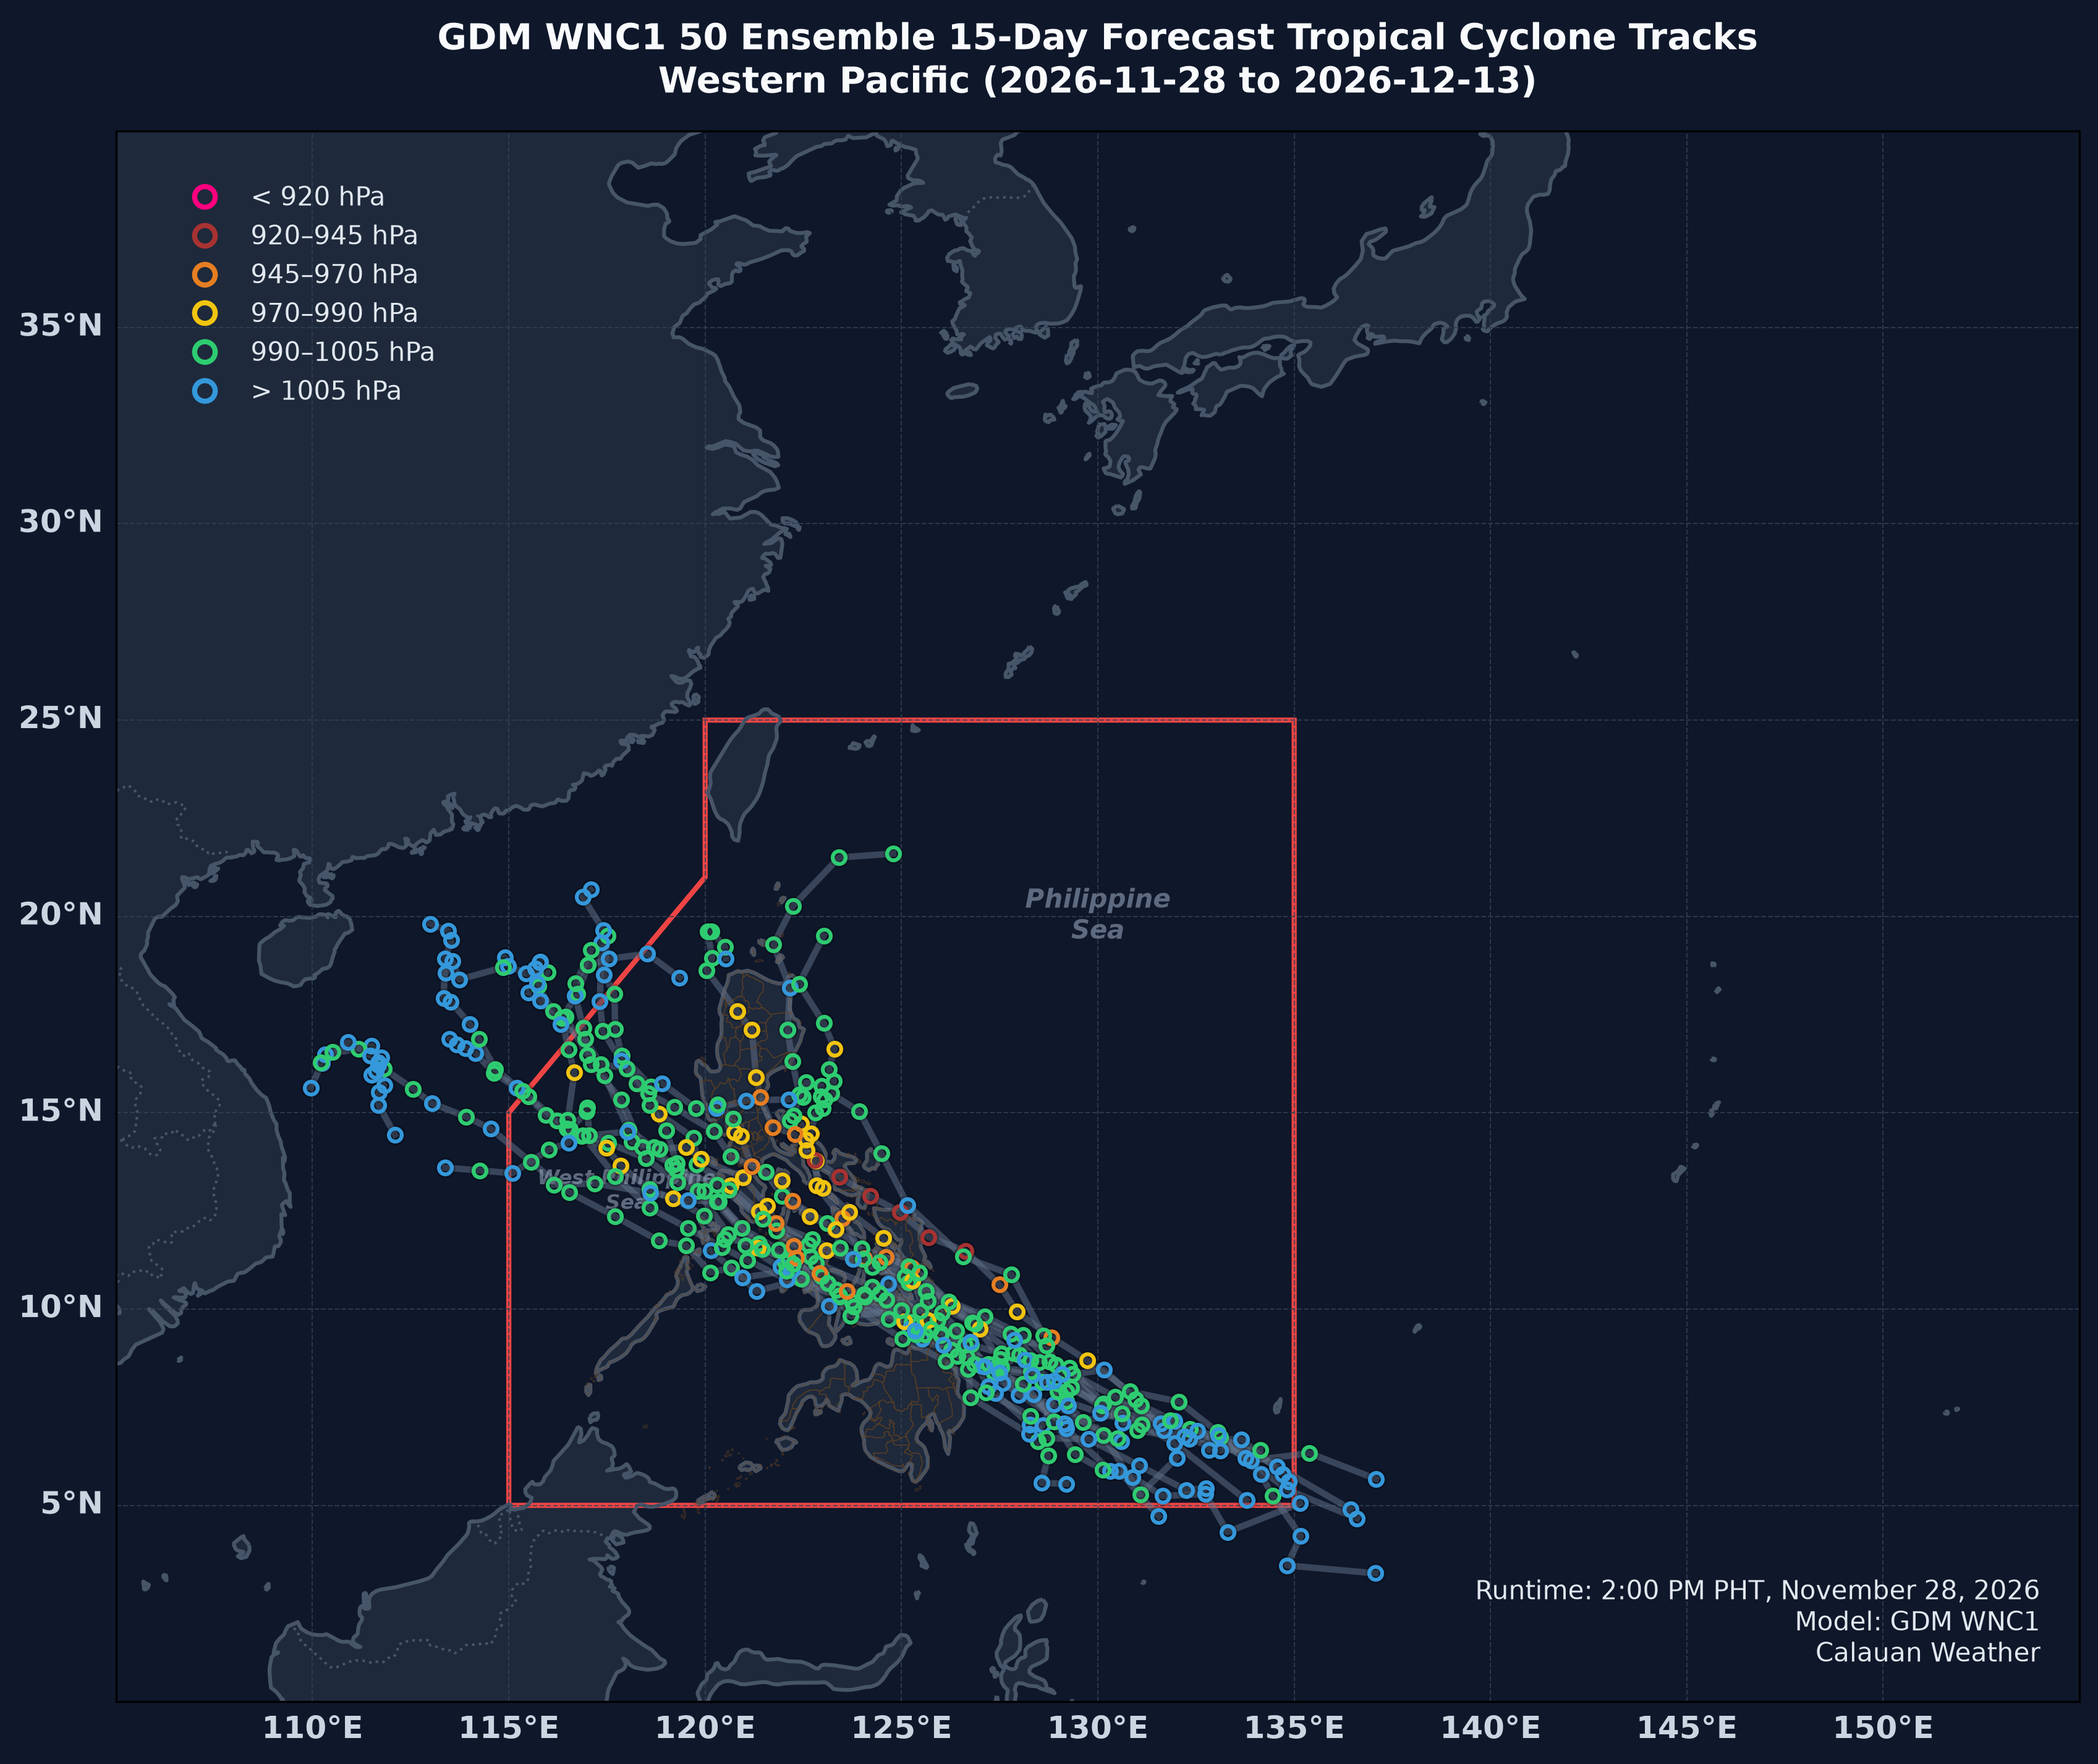 GDM WNC1 50 Ensemble 15-Day Forecast Tropical Cyclone Tracks
Western Pacific (2026-11-28 to 2026-12-13)
< 920 hPa
920–945 hPa
945–970 hPa
970–990 hPa
990–1005 hPa
> 1005 hPa
35°N
30°N
25°N
20°N
15°N
10°N
5°N
Philippine
Sea
West Philippine
Sea
Runtime: 2:00 PM PHT, November 28, 2026
Model: GDM WNC1
Calauan Weather
110°E 115°E 120°E 125°E 130°E 135°E 140°E 145°E 150°E